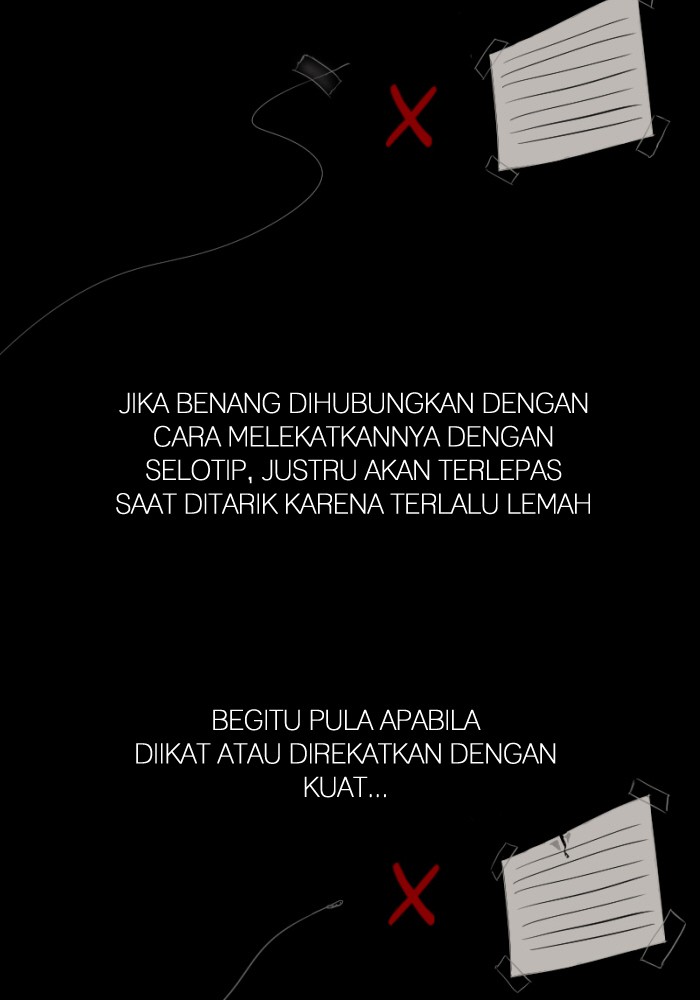 JIKA BENANG DIHUBUNGKAN DENGAN
CARA MELEKATKANNYA DENGAN
SELOTIP, JUSTRU AKAN TERLEPAS
SAAT DITARIK KARENA TERLALU LEMAH
BEGITU PULA APABILA
DIIKAT ATAU DIREKATKAN DENGAN
KUAT...